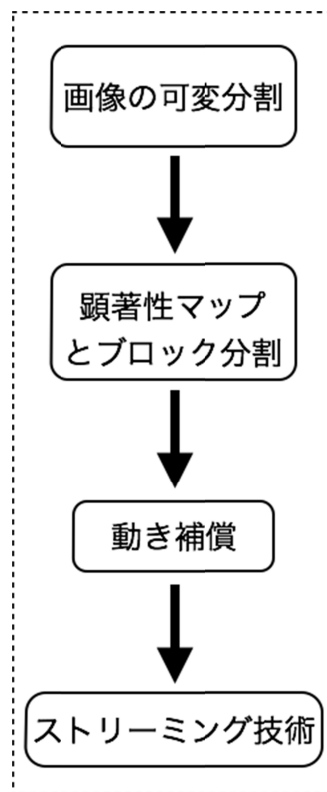 画像の可変分割
顕著性マップ
とブロック分割
動き補償
ストリーミング技術